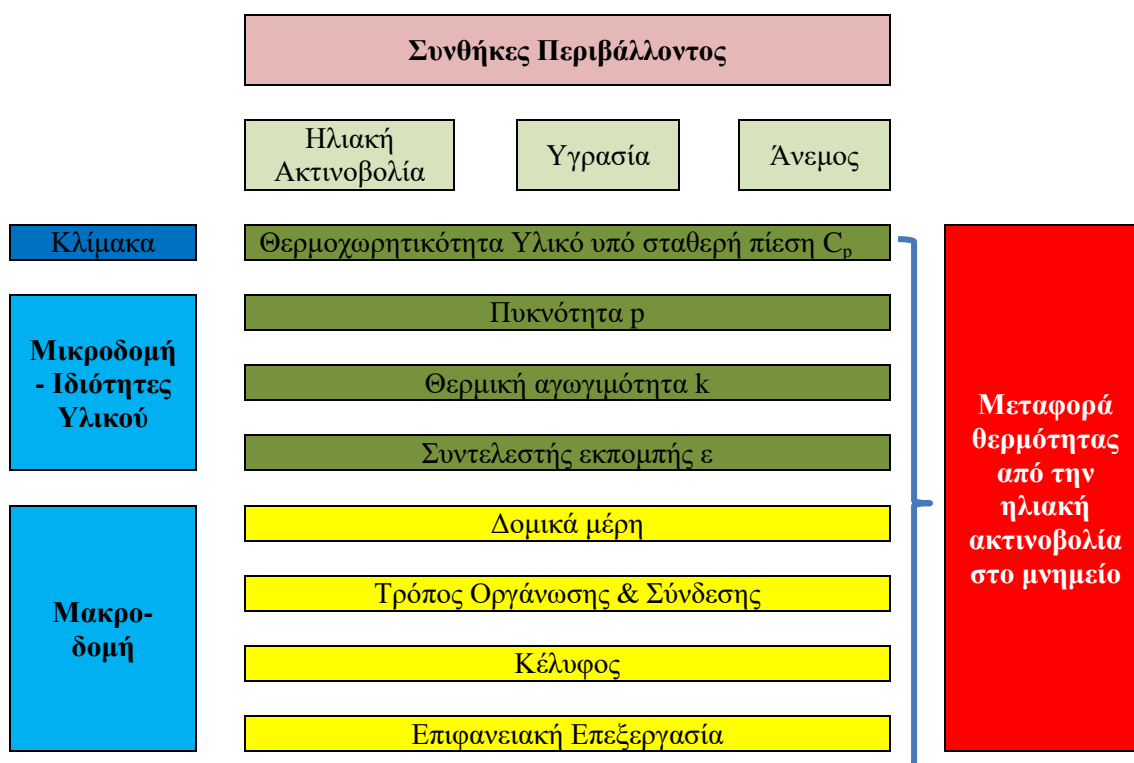 Συνθήκες Περιβάλλοντος
Ηλιακή
Ακτινοβολία
Υγρασία
Άνεμος
Κλίμακα
Θερμοχωρητικότητα Υλικό υπό σταθερή πίεση Cp
Πυκνότητα p
Μικροδομή
- Ιδιότητες
Υλικού
Θερμική αγωγιμότητα k
Συντελεστής εκπομπής ε
Μακρο-
δομή
Δομικά μέρη
Τρόπος Οργάνωσης & Σύνδεσης
Κέλυφος
Επιφανειακή Επεξεργασία
Μεταφορά
θερμότητας
από την
ηλιακή
ακτινοβολία
στο μνημείο